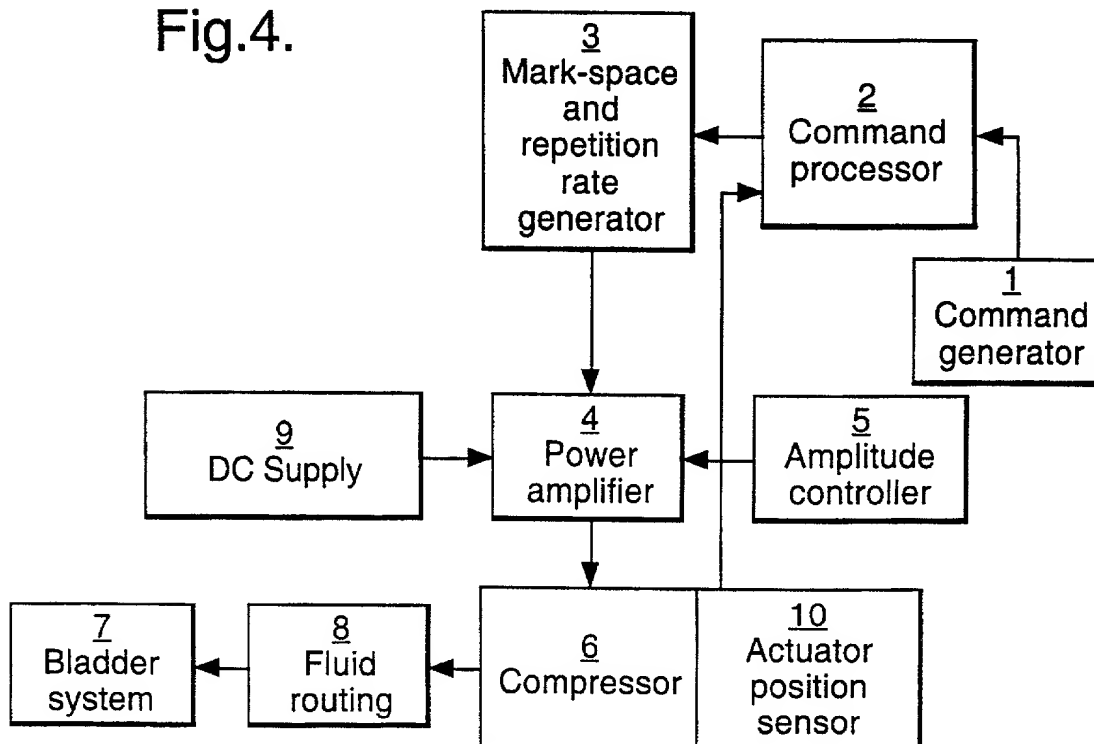 Fig.4.
3
Mark-space
and
repetition
rate
generator
2
Command
processor
1
Command
generator
9
DC Supply
4
Power
amplifier
5
Amplitude
controller
7
Bladder
system
8
Fluid
routing
6
Compressor
10
Actuator
position
sensor